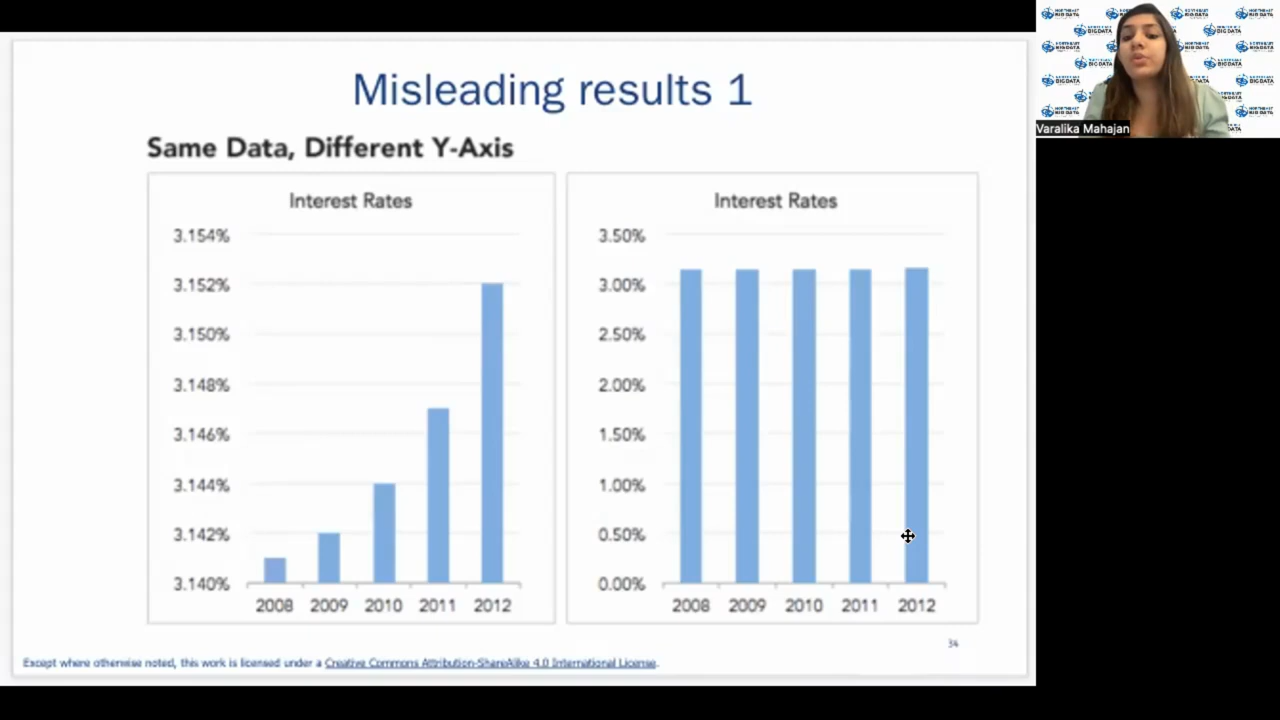 Misleading results 1
Same Data, Different Y-Axis
Interest Rates
3.154%
3.152%
3.150%
3.148%
3.146%
3.144%
3.142%
3.140%
2008 2009 2010 2011 2012
Interest Rates
3.50%
3.00%
2.50%
2.00%
1.50%
1.00%
0.50%
0.00%
2008 2009 2010 2011 2012
34
Except where otherwise noted, this work is licensed under a Creative Commons Attribution-ShareAlike 4.0 International License.
Varalika Mahajan